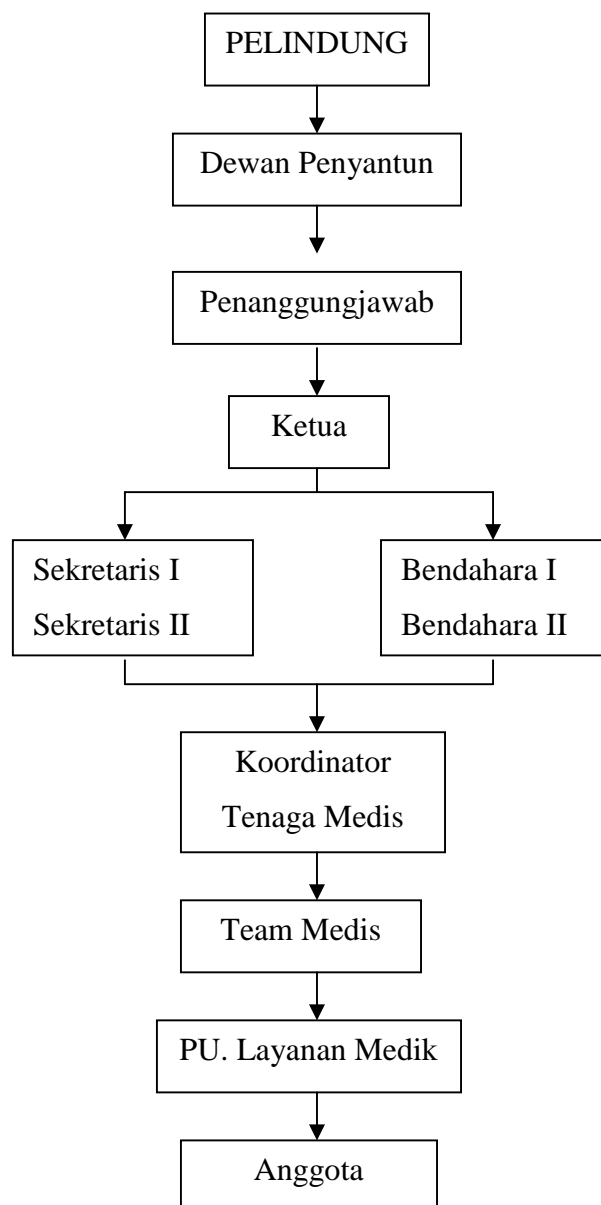 PELINDUNG
Dewan Penyantun
Penanggungjawab
Ketua
Sekretaris I
Sekretaris II
Bendahara I
Bendahara II
Koordinator
Tenaga Medis
Team Medis
PU. Layanan Medik
Anggota